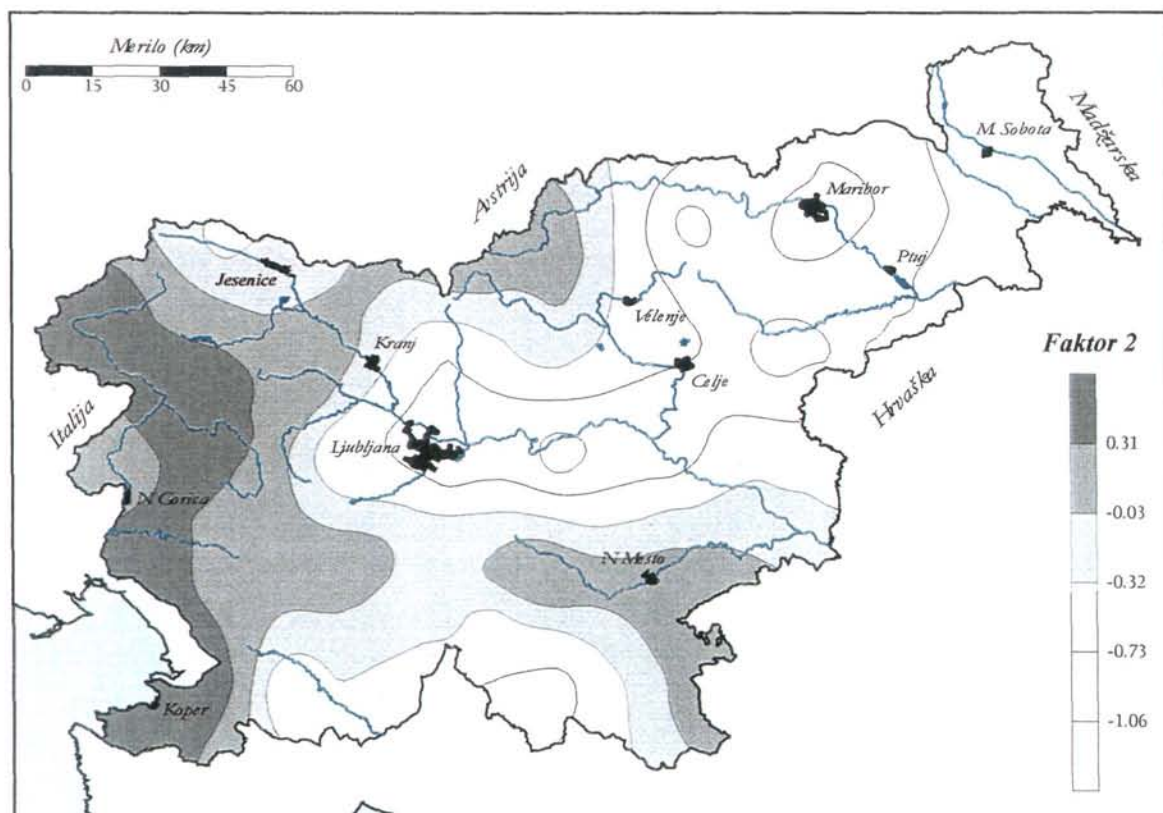 Merilo (km)
0 15 30 45 60
Avstrija
Madžarska
M. Sobota
Maribor
Ptuj
Jesenice
Velenje
Kranj
Celje
Hrvaška
Faktor 2
Italija
Ljubljana
N. Gorica
N. Mesto
Koper
0.31
-0.03
-0.32
-0.73
-1.06